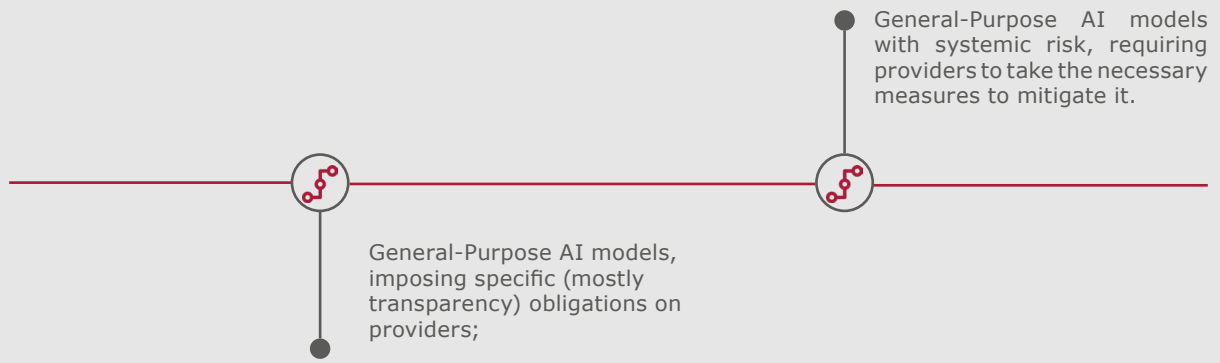 General-Purpose AI models
with systemic risk, requiring
providers to take the necessary
measures to mitigate it.
General-Purpose AI models,
imposing specific (mostly
transparency) obligations on
providers;